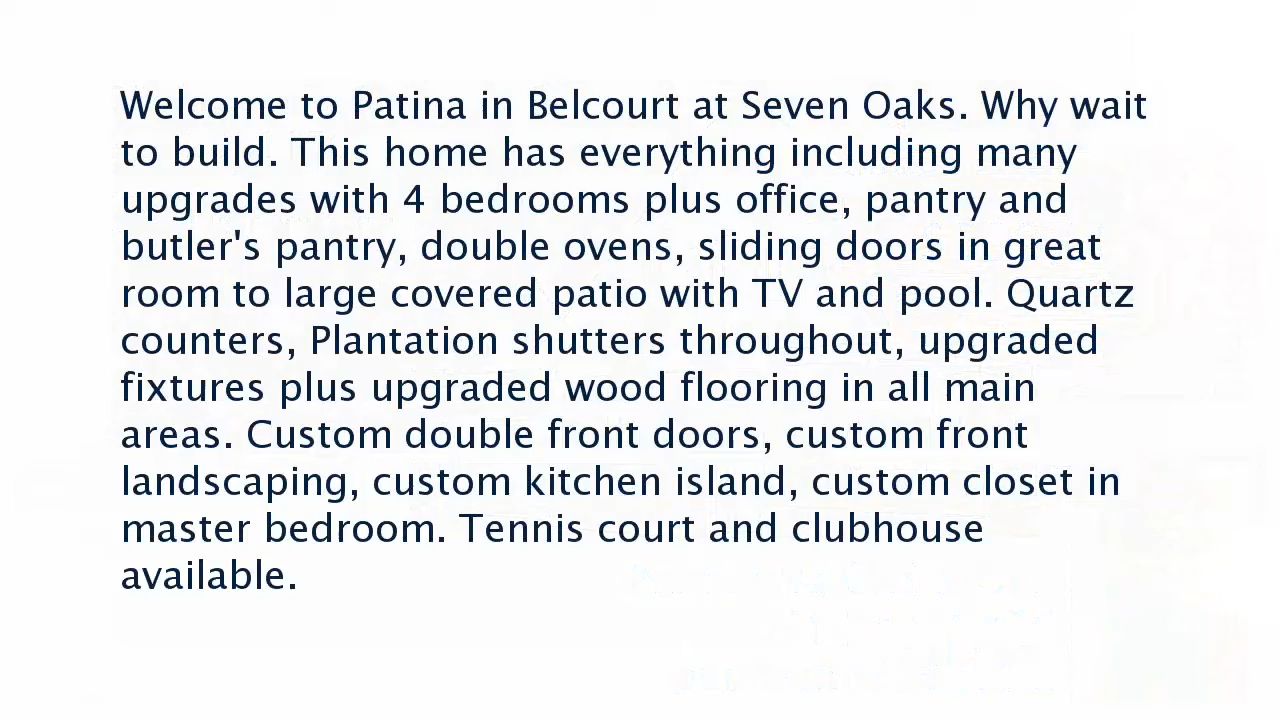 Welcome to Patina in Belcourt at Seven Oaks. Why wait
to build. This home has everything including many
upgrades with 4 bedrooms plus office, pantry and
butler's pantry, double ovens, sliding doors in great
room to large covered patio with TV and pool. Quartz
counters, Plantation shutters throughout, upgraded
fixtures plus upgraded wood flooring in all main
areas. Custom double front doors, custom front
landscaping, custom kitchen island, custom closet in
master bedroom. Tennis court and clubhouse
available.